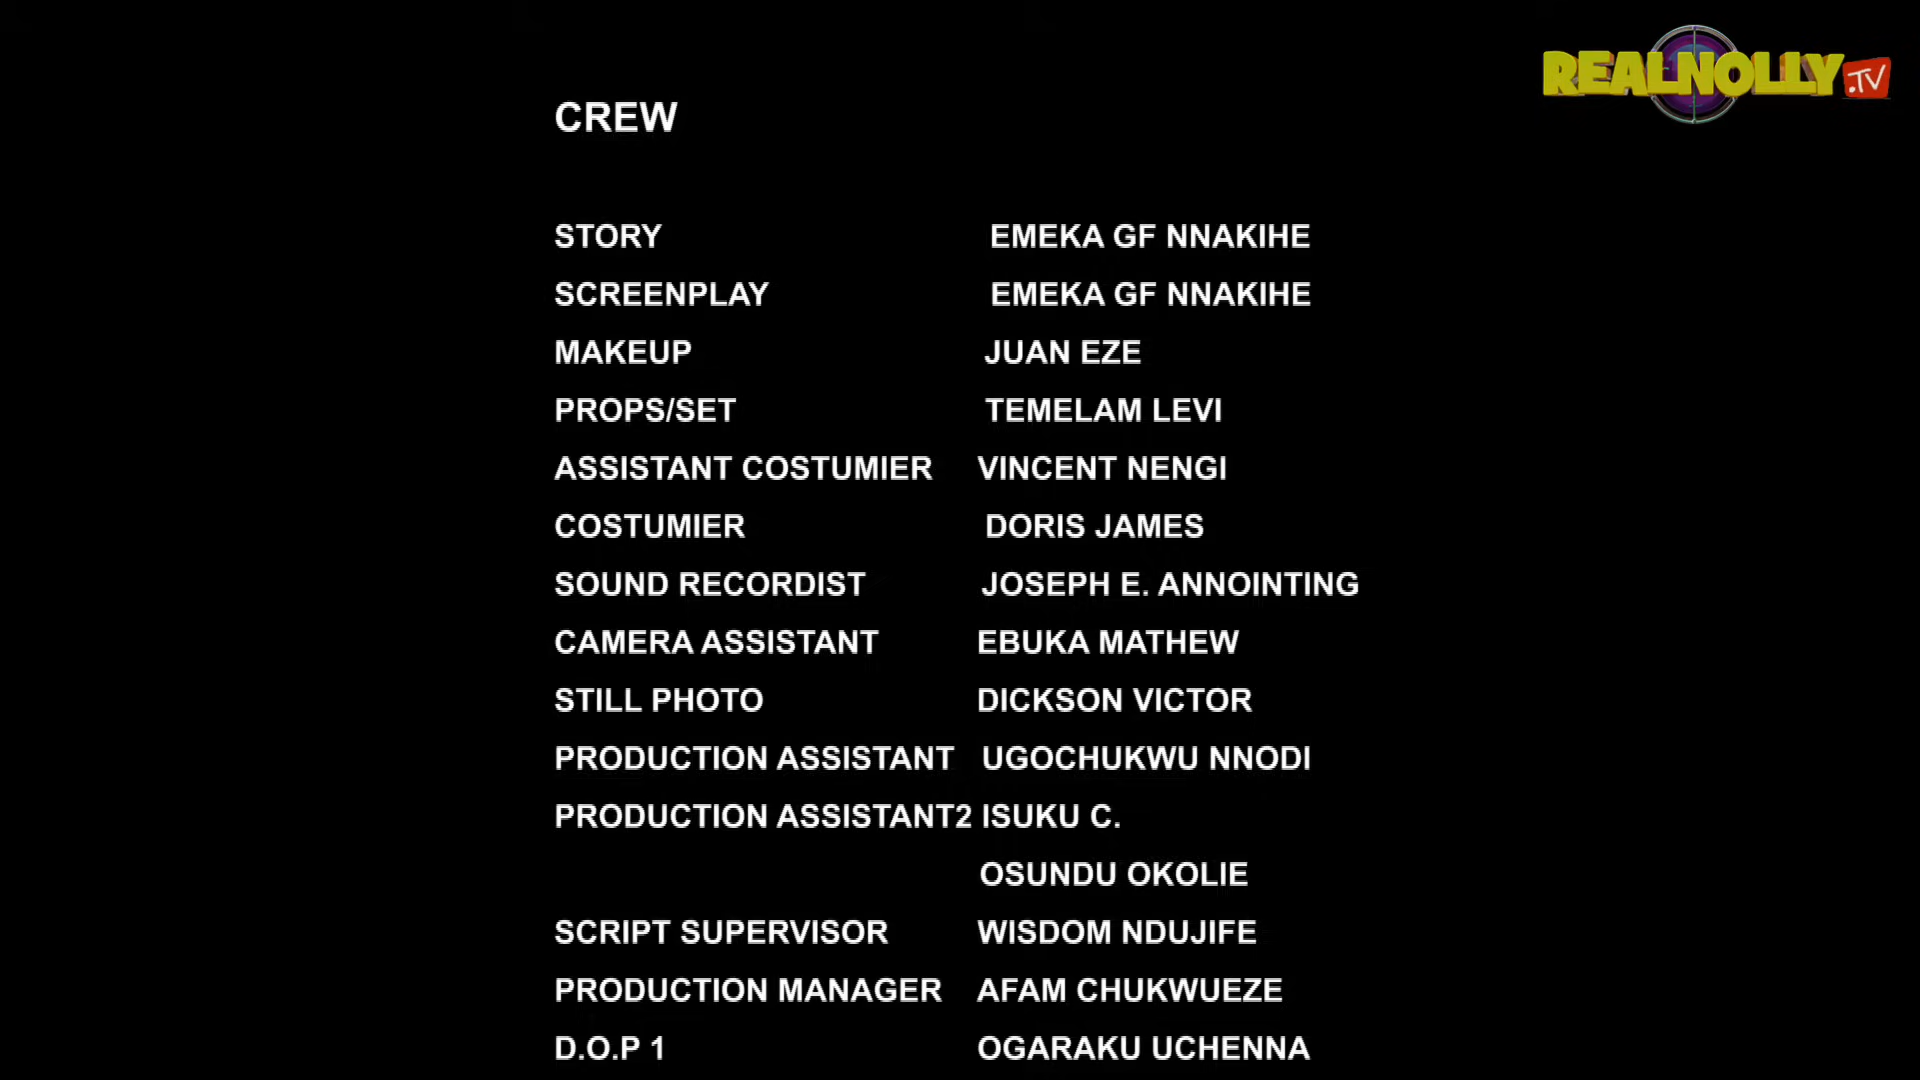 REALNOLLY.TV
CREW
STORY EMEKA GF NNAKIHE
SCREENPLAY EMEKA GF NNAKIHE
MAKEUP JUAN EZE
PROPS/SET TEMELAM LEVI
ASSISTANT COSTUMIER VINCENT NENGI
COSTUMIER DORIS JAMES
SOUND RECORDIST JOSEPH E. ANNOINTING
CAMERA ASSISTANT EBUKA MATHEW
STILL PHOTO DICKSON VICTOR
PRODUCTION ASSISTANT UGOCHUKWU NNODI
PRODUCTION ASSISTANT2 ISUKU C.
OSUNDU OKOLIE
SCRIPT SUPERVISOR WISDOM NDUJIFE
PRODUCTION MANAGER AFAM CHUKWUEZE
D.O.P 1 OGARAKU UCHENNA